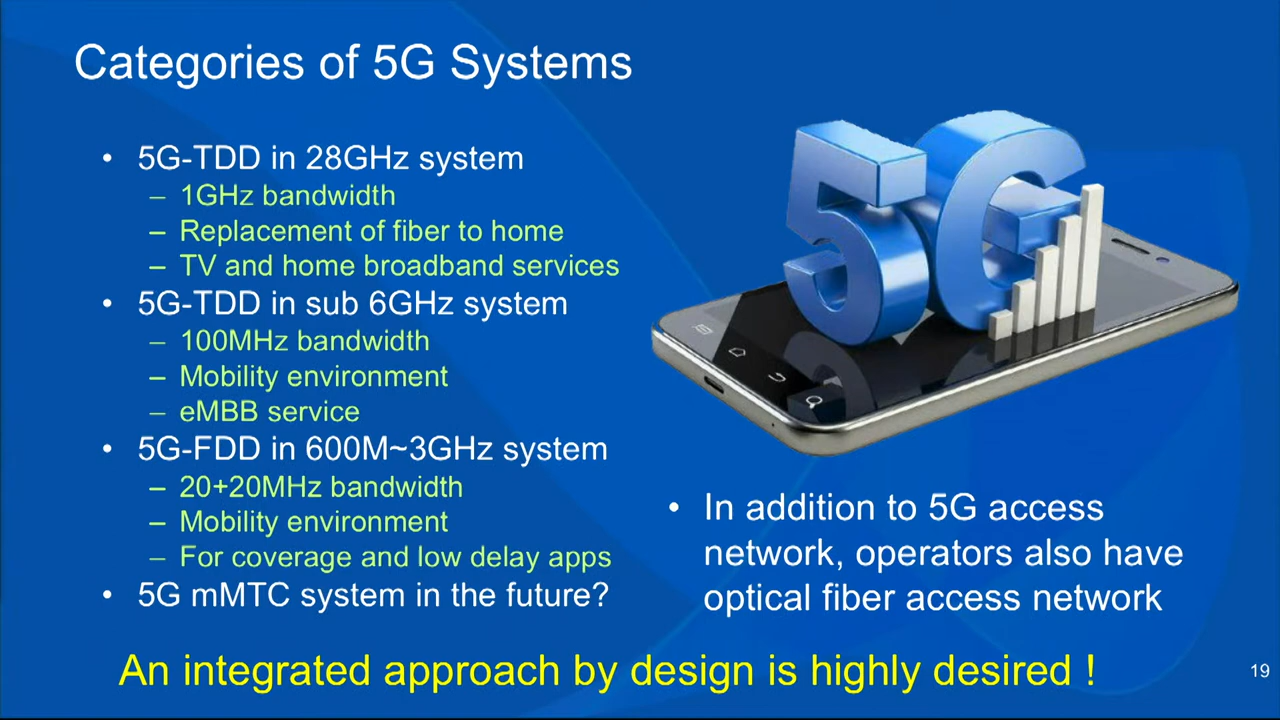 Categories of 5G Systems
• 5G-TDD in 28GHz system
– 1GHz bandwidth
– Replacement of fiber to home
– TV and home broadband services
• 5G-TDD in sub 6GHz system
– 100MHz bandwidth
– Mobility environment
– eMBB service
• 5G-FDD in 600M~3GHz system
– 20+20MHz bandwidth
– Mobility environment
– For coverage and low delay apps
• 5G mMTC system in the future?
5G
• In addition to 5G access
network, operators also have
optical fiber access network
An integrated approach by design is highly desired !
19